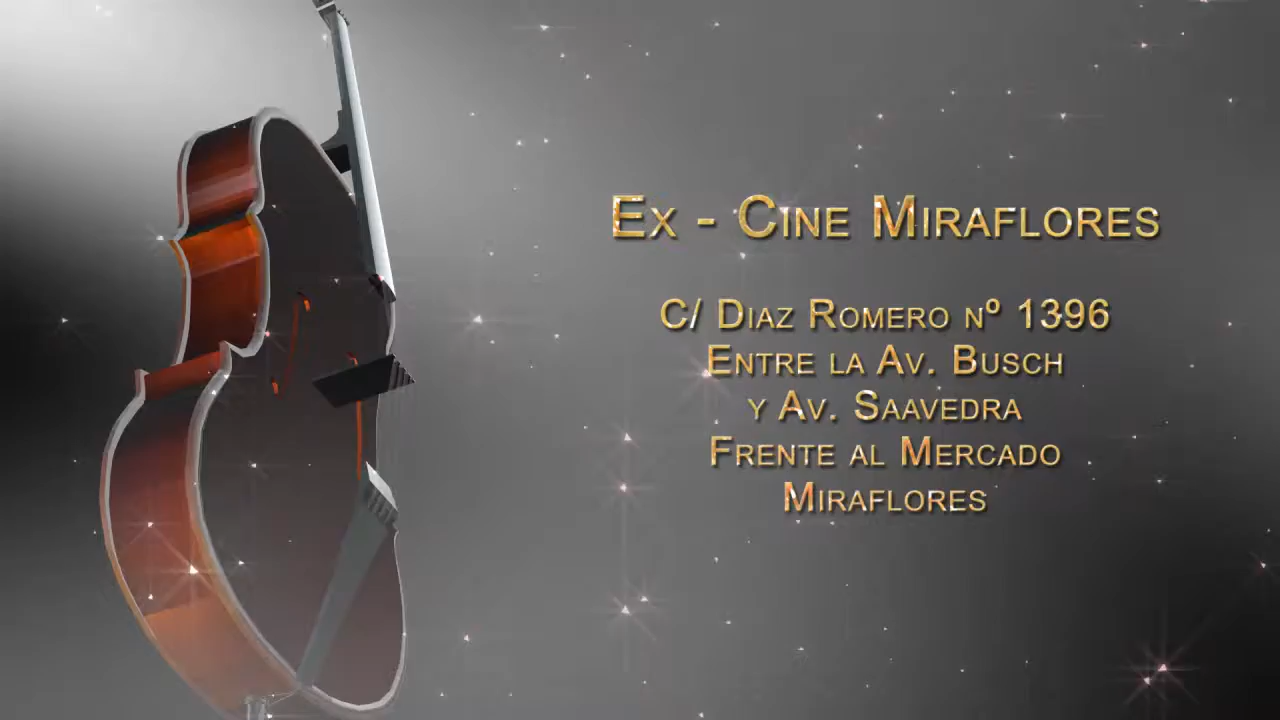 Ex - Cine Miraflores
C/ Diaz Romero nº 1396
Entre la Av. Busch
y Av. Saavedra
Frente al Mercado
Miraflores